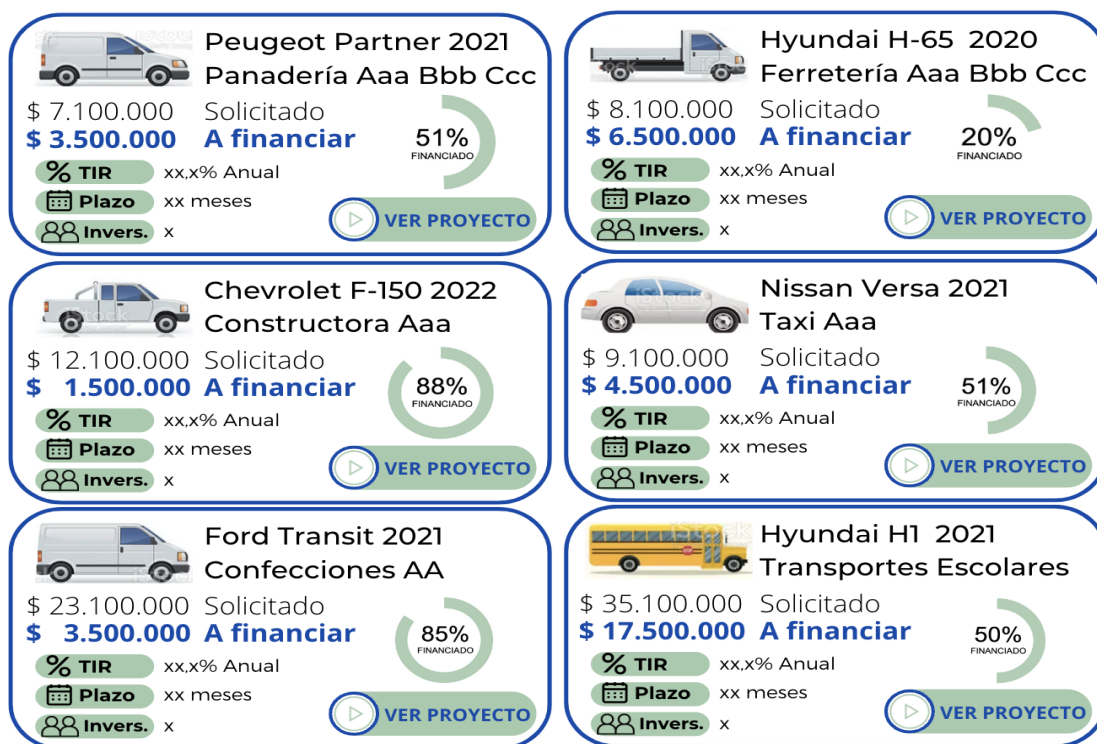 Peugeot Partner 2021
Panadería Aaa Bbb Ccc
$ 7.100.000 Solicitado
$ 3.500.000 A financiar
51%
FINANCIADO
% TIR xx,x% Anual
Plazo xx meses
Invers. x
VER PROYECTO
Hyundai H-65 2020
Ferretería Aaa Bbb Ccc
$ 8.100.000 Solicitado
$ 6.500.000 A financiar
20%
FINANCIADO
% TIR xx,x% Anual
Plazo xx meses
Invers. x
VER PROYECTO
Chevrolet F-150 2022
Constructora Aaa
$ 12.100.000 Solicitado
$ 1.500.000 A financiar
88%
FINANCIADO
% TIR xx,x% Anual
Plazo xx meses
Invers. x
VER PROYECTO
Nissan Versa 2021
Taxi Aaa
$ 9.100.000 Solicitado
$ 4.500.000 A financiar
51%
FINANCIADO
% TIR xx,x% Anual
Plazo xx meses
Invers. x
VER PROYECTO
Ford Transit 2021
Confecciones AA
$ 23.100.000 Solicitado
$ 3.500.000 A financiar
85%
FINANCIADO
% TIR xx,x% Anual
Plazo xx meses
Invers. x
VER PROYECTO
iStock
Hyundai H1 2021
Transportes Escolares
$ 35.100.000 Solicitado
$ 17.500.000 A financiar
50%
FINANCIADO
% TIR xx,x% Anual
Plazo xx meses
Invers. x
VER PROYECTO